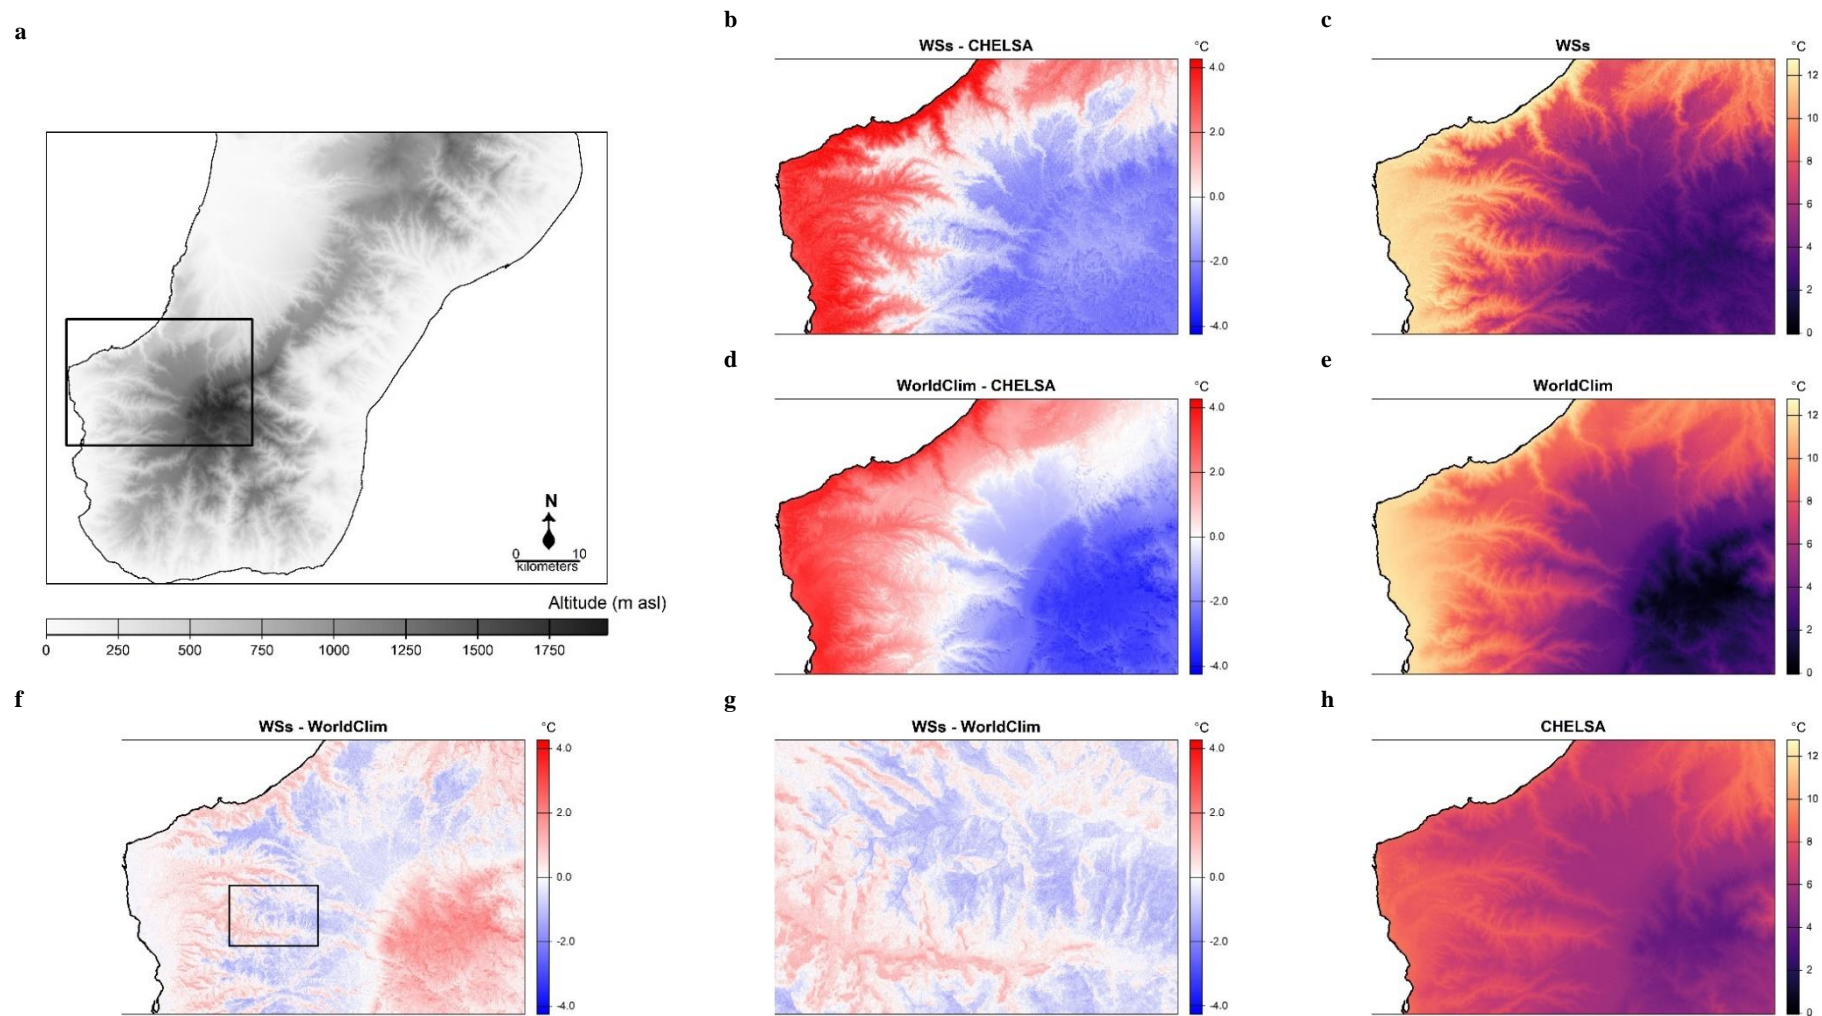 a
N
0 10
kilometers
Altitude (m asl)
0 250 500 750 1000 1250 1500 1750
b
WSs - CHELSA
°C
4.0
2.0
0.0
-2.0
-4.0
c
WSs
°C
12
10
8
6
4
2
0
d
WorldClim - CHELSA
°C
4.0
2.0
0.0
-2.0
-4.0
e
WorldClim
°C
12
10
8
6
4
2
0
f
WSs - WorldClim
°C
4.0
2.0
0.0
-2.0
-4.0
g
WSs - WorldClim
°C
4.0
2.0
0.0
-2.0
-4.0
h
CHELSA
°C
12
10
8
6
4
2
0